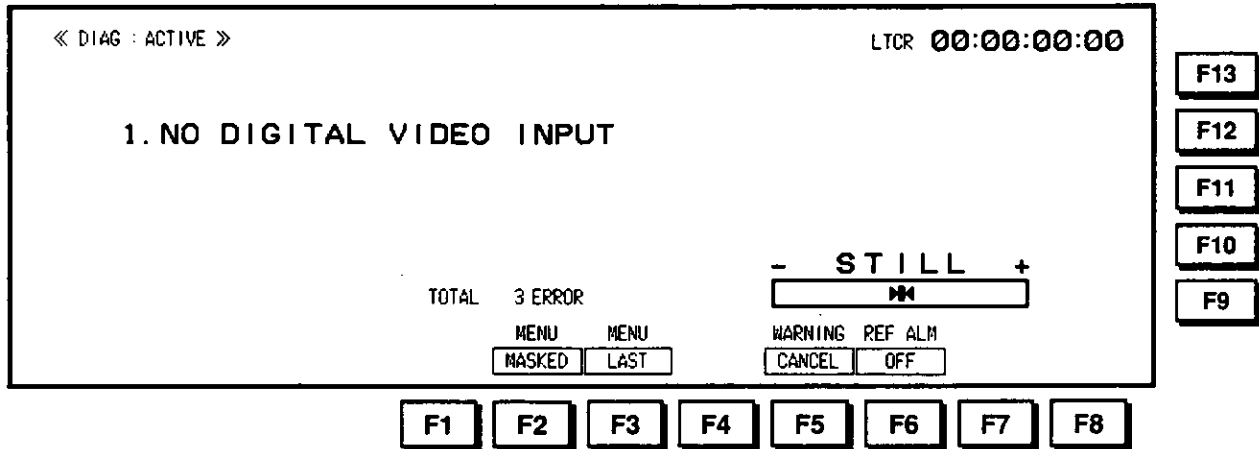 ≪ DIAG : ACTIVE ≫ LTCR 00:00:00:00
F13
1. NO DIGITAL VIDEO INPUT
F12
F11
F10
- STILL +
TOTAL 3 ERROR
F9
MENU MENU WARNING REF ALM
MASKED LAST CANCEL OFF
F1 F2 F3 F4 F5 F6 F7 F8